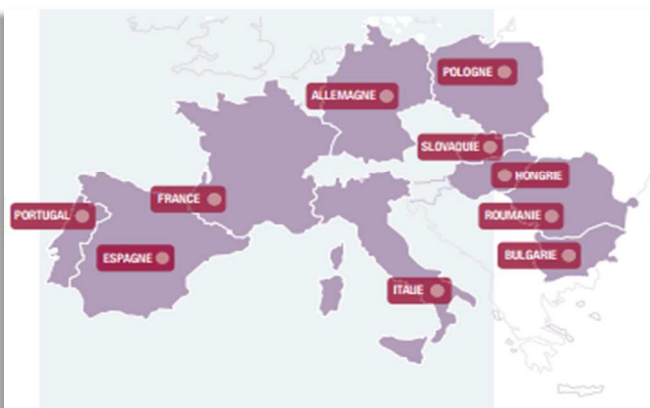 POLOGNE
ALLEMAGNE
SLOVAQUIE
HONGRIE
FRANCE
PORTUGAL
ROUMANIE
ESPAGNE
BULGARIE
ITALIE